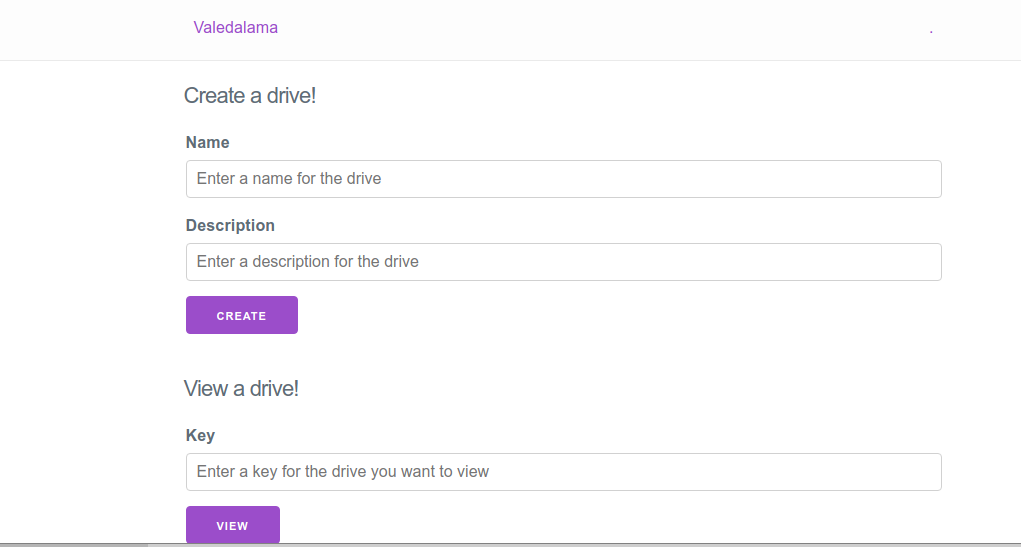 Valedalama .
Create a drive!
Name
Enter a name for the drive
Description
Enter a description for the drive
CREATE
View a drive!
Key
Enter a key for the drive you want to view
VIEW